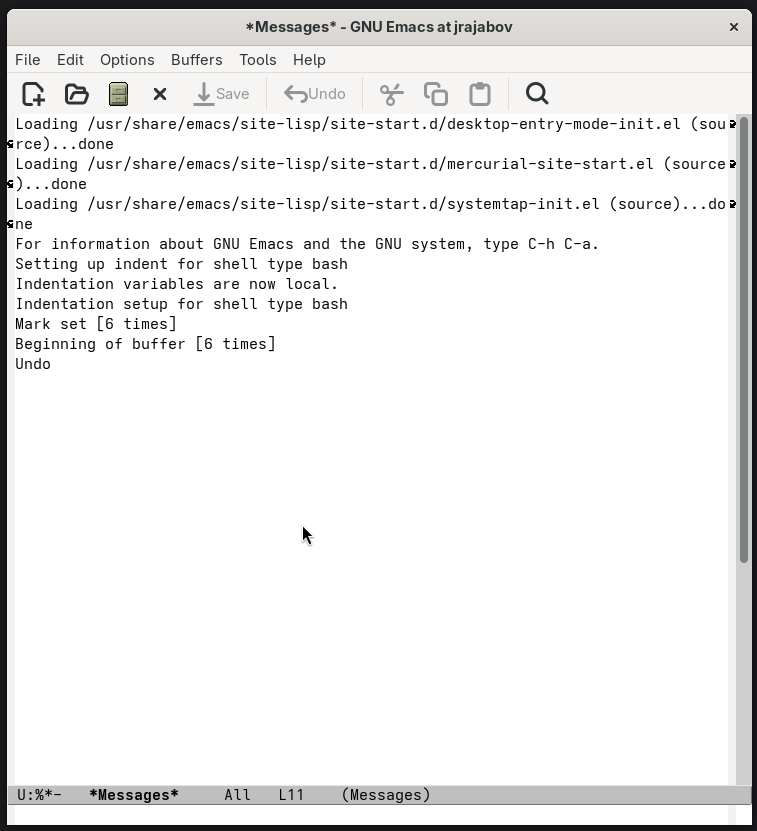 *Messages* - GNU Emacs at jrajabov
File Edit Options Buffers Tools Help
Save Undo
Loading /usr/share/emacs/site-lisp/site-start.d/desktop-entry-mode-init.el (sou
rce)...done
Loading /usr/share/emacs/site-lisp/site-start.d/mercurial-site-start.el (source
)...done
Loading /usr/share/emacs/site-lisp/site-start.d/systemtap-init.el (source)...do
ne
For information about GNU Emacs and the GNU system, type C-h C-a.
Setting up indent for shell type bash
Indentation variables are now local.
Indentation setup for shell type bash
Mark set [6 times]
Beginning of buffer [6 times]
Undo
U:%*- *Messages* All L11 (Messages)